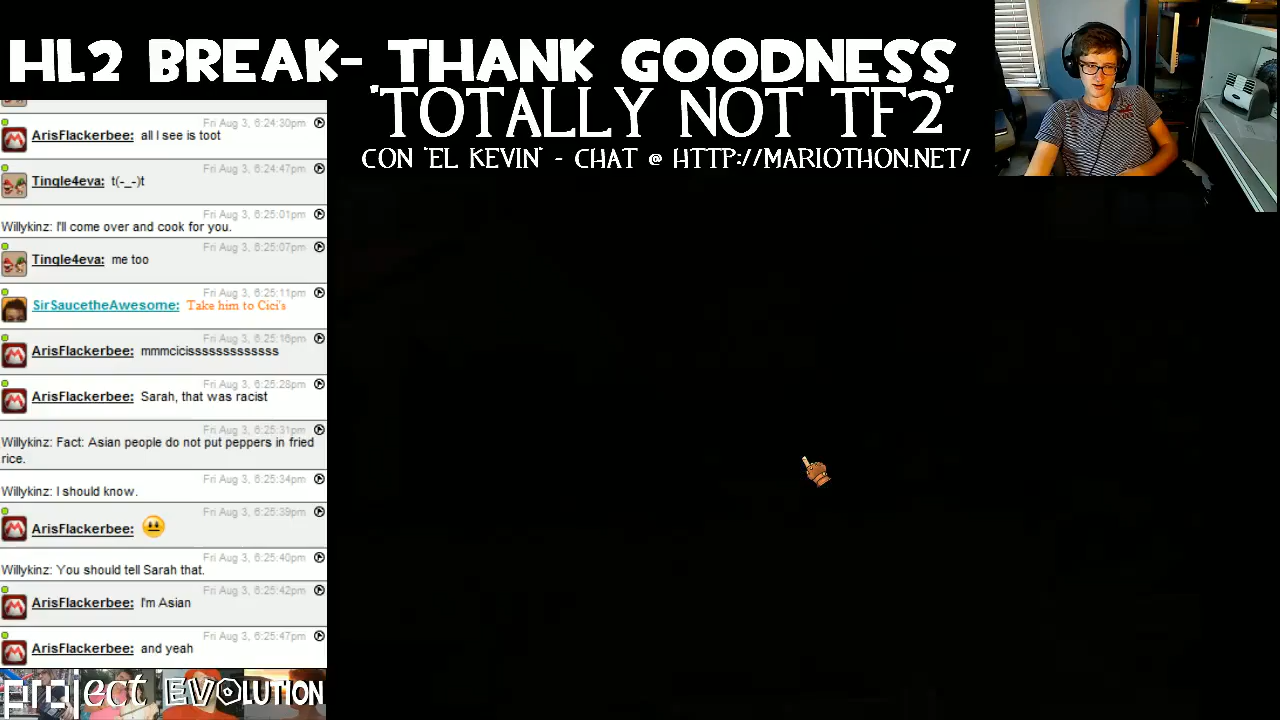 HL2 BREAK- THANK GOODNESS
"TOTALLY NOT TF2"
CON "EL KEVIN" - CHAT @ HTTP://MARIOTHON.NET/
Fri Aug 3, 6:24:30pm
ArisFlackerbee: all I see is toot
Fri Aug 3, 6:24:47pm
Tingle4eva: t(-_-)t
Fri Aug 3, 6:25:01pm
Willykinz: I'll come over and cook for you.
Fri Aug 3, 6:25:07pm
Tingle4eva: me too
Fri Aug 3, 6:25:11pm
SirSaucetheAwesome: Take him to Cici's
Fri Aug 3, 6:25:16pm
ArisFlackerbee: mmmcicissssssssssss
Fri Aug 3, 6:25:28pm
ArisFlackerbee: Sarah, that was racist
Fri Aug 3, 6:25:31pm
Willykinz: Fact: Asian people do not put peppers in fried
rice.
Fri Aug 3, 6:25:34pm
Willykinz: I should know.
Fri Aug 3, 6:25:39pm
ArisFlackerbee:
Fri Aug 3, 6:25:40pm
Willykinz: You should tell Sarah that.
Fri Aug 3, 6:25:42pm
ArisFlackerbee: I'm Asian
Fri Aug 3, 6:25:47pm
ArisFlackerbee: and yeah
project EVOLUTION